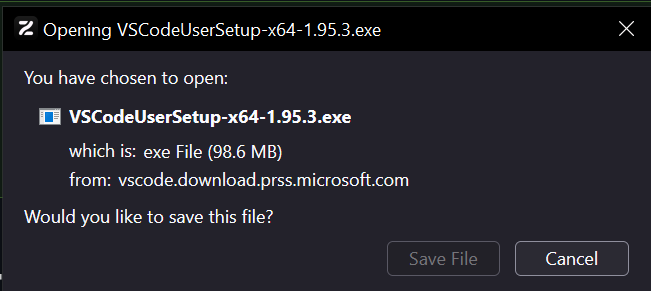 Opening VSCodeUserSetup-x64-1.95.3.exe
You have chosen to open:
VSCodeUserSetup-x64-1.95.3.exe
which is: exe File (98.6 MB)
from: vscode.download.prss.microsoft.com
Would you like to save this file?
Save File
Cancel